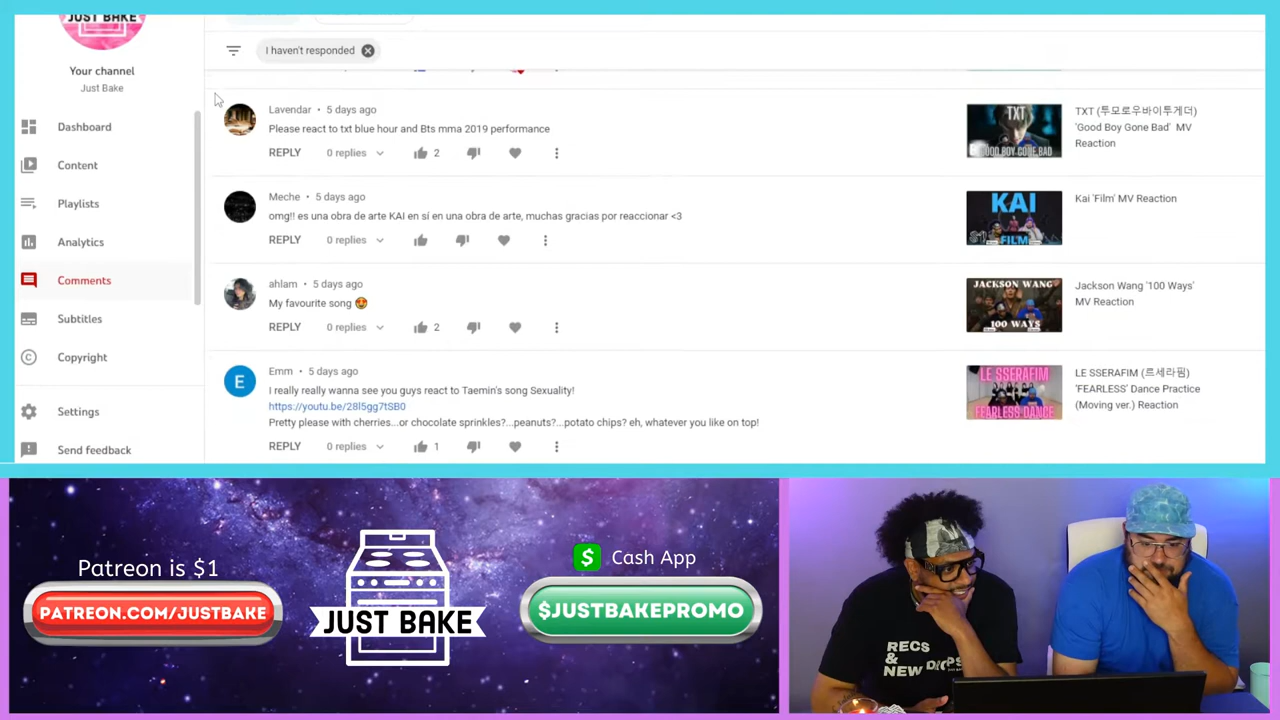 JUST BAKE
Your channel
Just Bake
Dashboard
Content
Playlists
Analytics
Comments
Subtitles
Copyright
Settings
Send feedback
I haven't responded
Lavendar • 5 days ago
Please react to txt blue hour and Bts mma 2019 performance
REPLY 0 replies 2
TXT (투모로우바이투게더)
'Good Boy Gone Bad' MV
Reaction
TXT
GOOD BOY GONE BAD
Meche • 5 days ago
omg!! es una obra de arte KAI en sí en una obra de arte, muchas gracias por reaccionar <3
REPLY 0 replies
KAI
FILM
Kai 'Film' MV Reaction
ahlam • 5 days ago
My favourite song 😍
REPLY 0 replies 2
JACKSON WANG
100 WAYS
Jackson Wang '100 Ways'
MV Reaction
E
Emm • 5 days ago
I really really wanna see you guys react to Taemin's song Sexuality!
https://youtu.be/28l5gg7tSB0
Pretty please with cherries...or chocolate sprinkles?...peanuts?...potato chips? eh, whatever you like on top!
REPLY 0 replies 1
LE SSERAFIM
FEARLESS DANCE
LE SSERAFIM (르세라핌)
'FEARLESS' Dance Practice
(Moving ver.) Reaction
Patreon is $1
PATREON.COM/JUSTBAKE
JUST BAKE
$ Cash App
$JUSTBAKEPROMO
RECS
& NEW